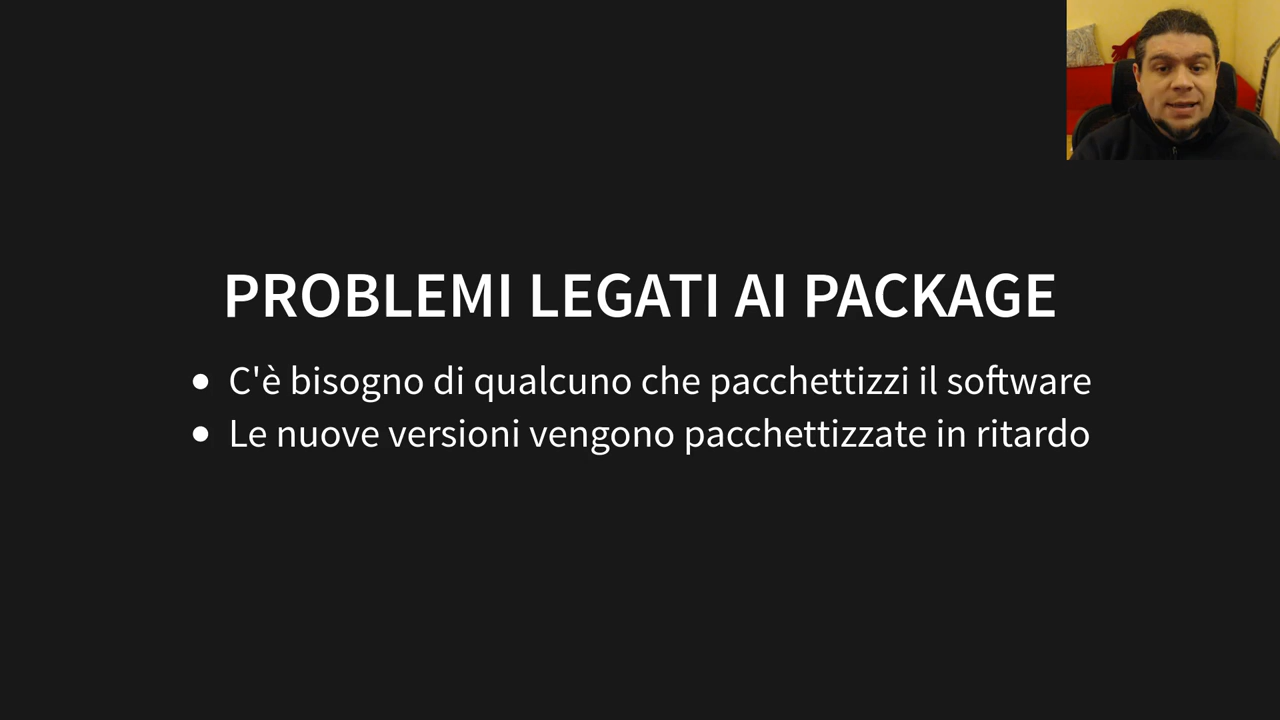 PROBLEMI LEGATI AI PACKAGE
C'è bisogno di qualcuno che pacchettizzi il software
Le nuove versioni vengono pacchettizzate in ritardo